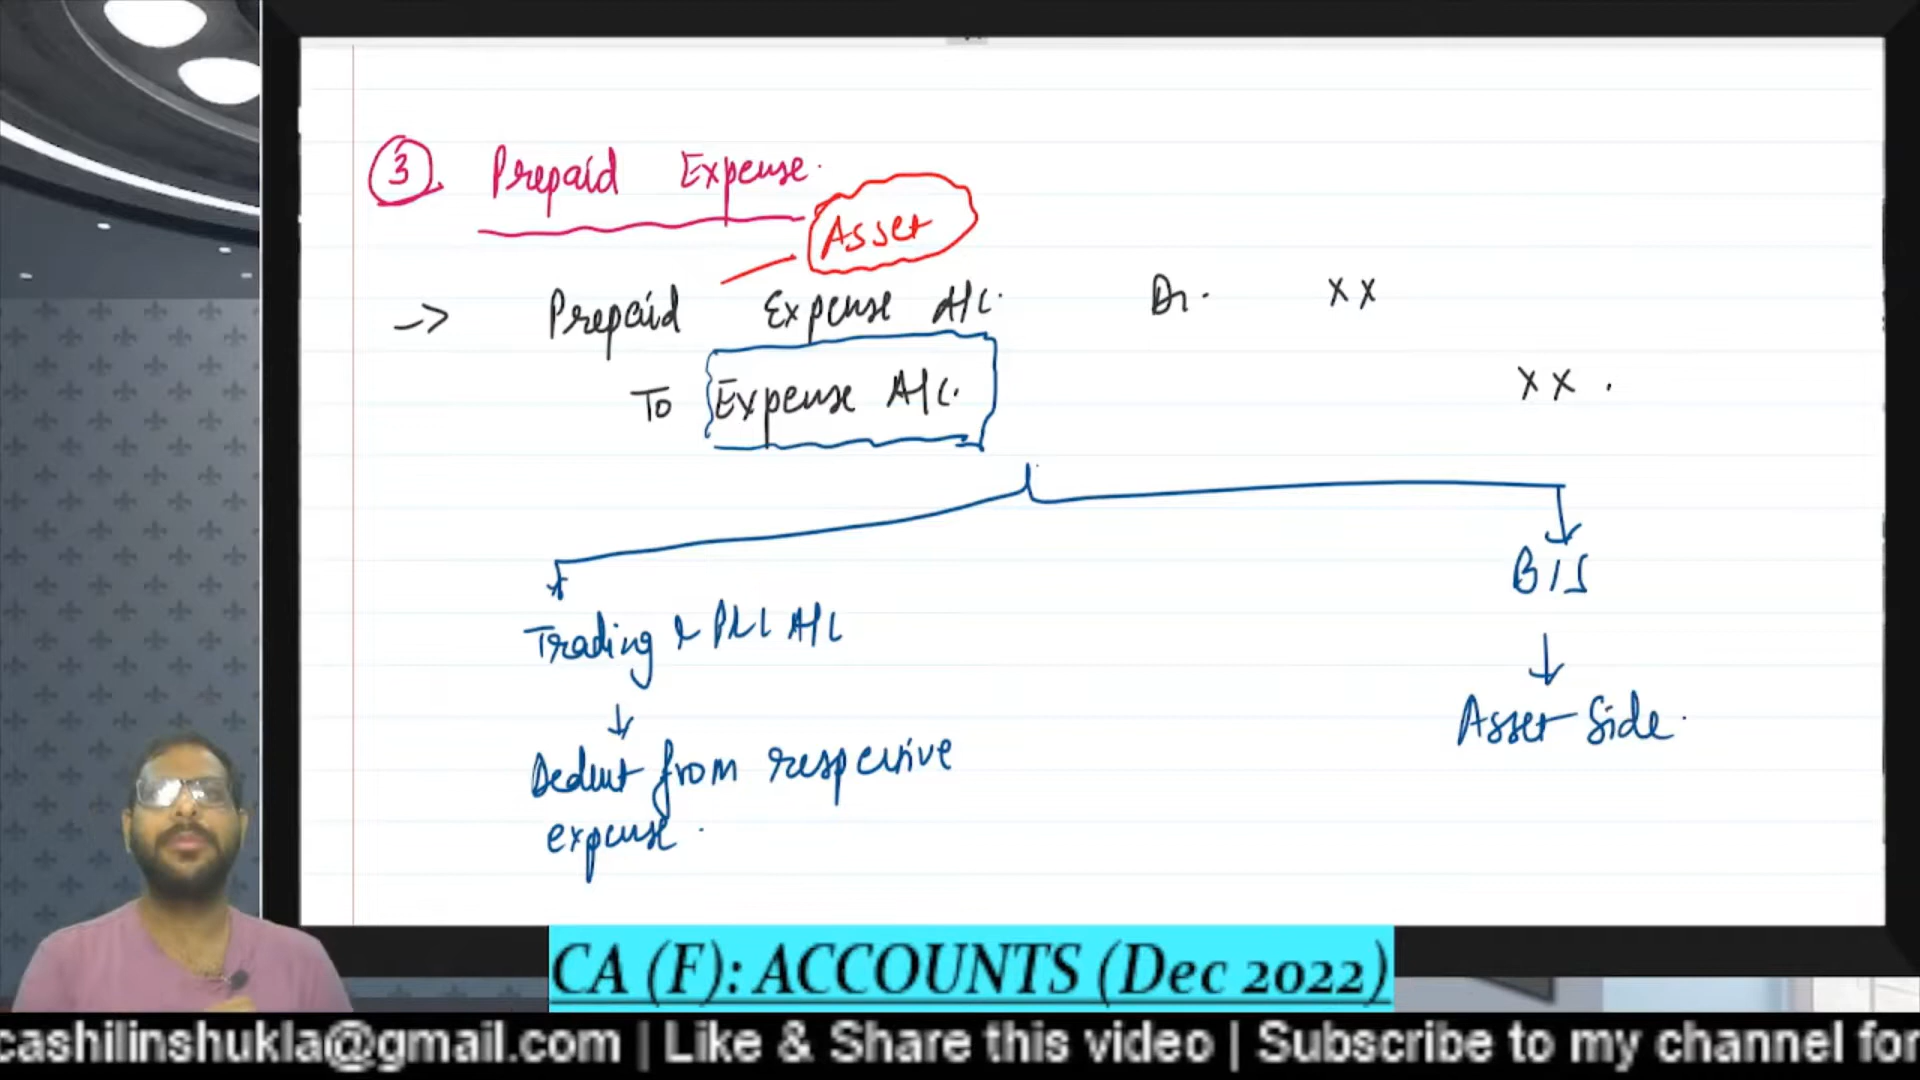 3. Prepaid Expense.
Asset
-> Prepaid Expense A/c. Dr. XX
To Expense A/c. XX.
Trading & P&L A/c
B/S
Asset Side.
Deduct from respective
expense.
CA (F): ACCOUNTS (Dec 2022)
cashilinshukla@gmail.com | Like & Share this video | Subscribe to my channel for